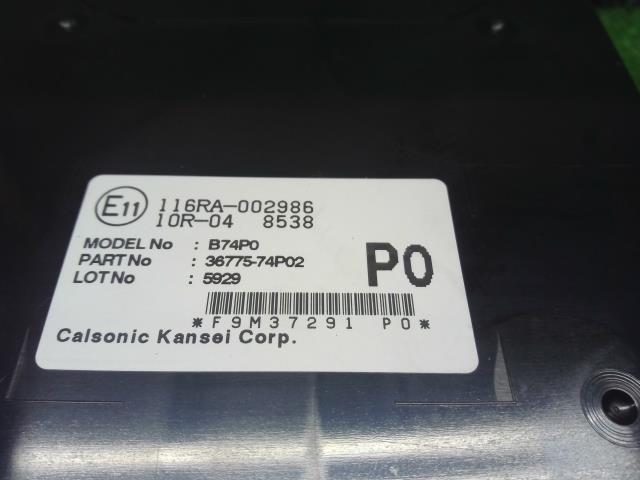 E11 116RA-002986
10R-04 8538
MODEL No : B74P0
PART No : 36775-74P02
LOT No : 5929
P0
*F9M37291 P0*
Calsonic Kansei Corp.